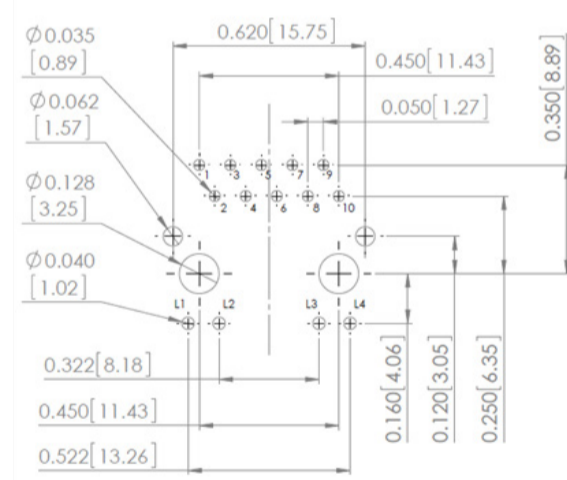 Ø0.035
[0.89]
0.620[15.75]
0.450[11.43]
0.350[8.89]
Ø0.062
[1.57]
0.050[1.27]
1 3 5 7 9
Ø0.128
[3.25]
2 4 6 8 10
Ø0.040
[1.02]
L1 L2 L3 L4
0.322[8.18]
0.160[4.06]
0.120[3.05]
0.250[6.35]
0.450[11.43]
0.522[13.26]